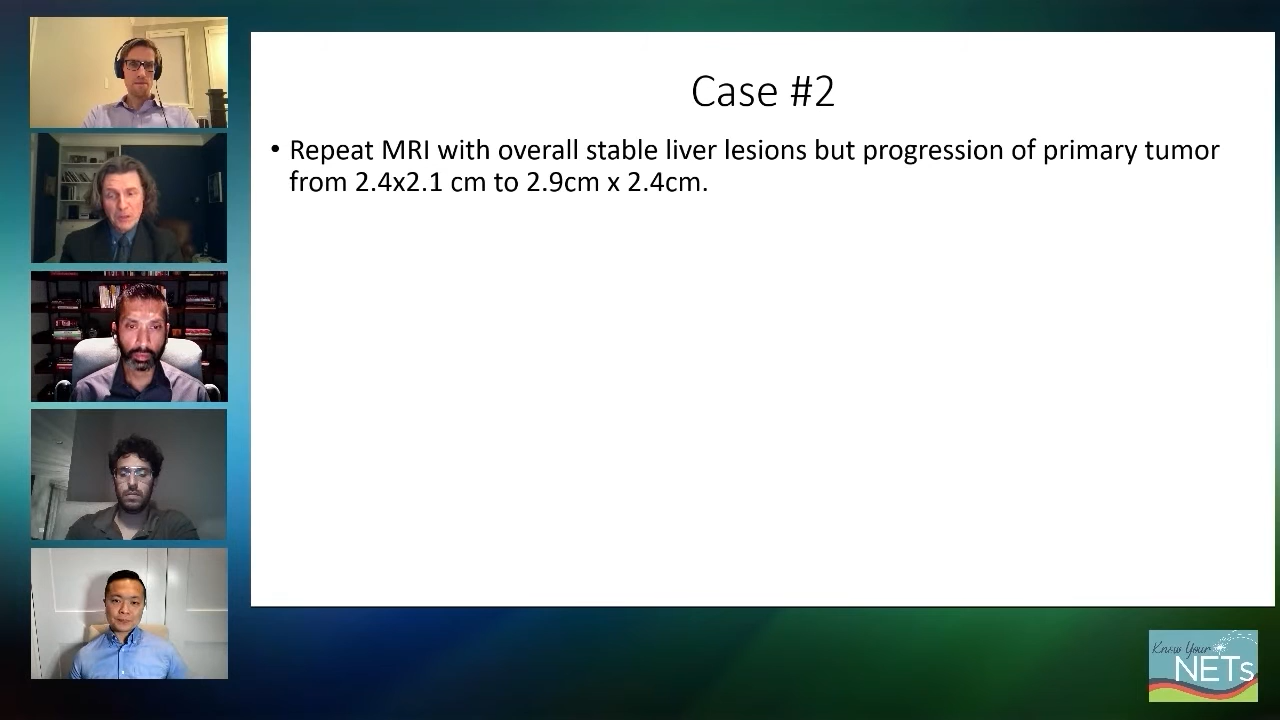 Case #2
• Repeat MRI with overall stable liver lesions but progression of primary tumor
from 2.4x2.1 cm to 2.9cm x 2.4cm.
Know Your
NETs